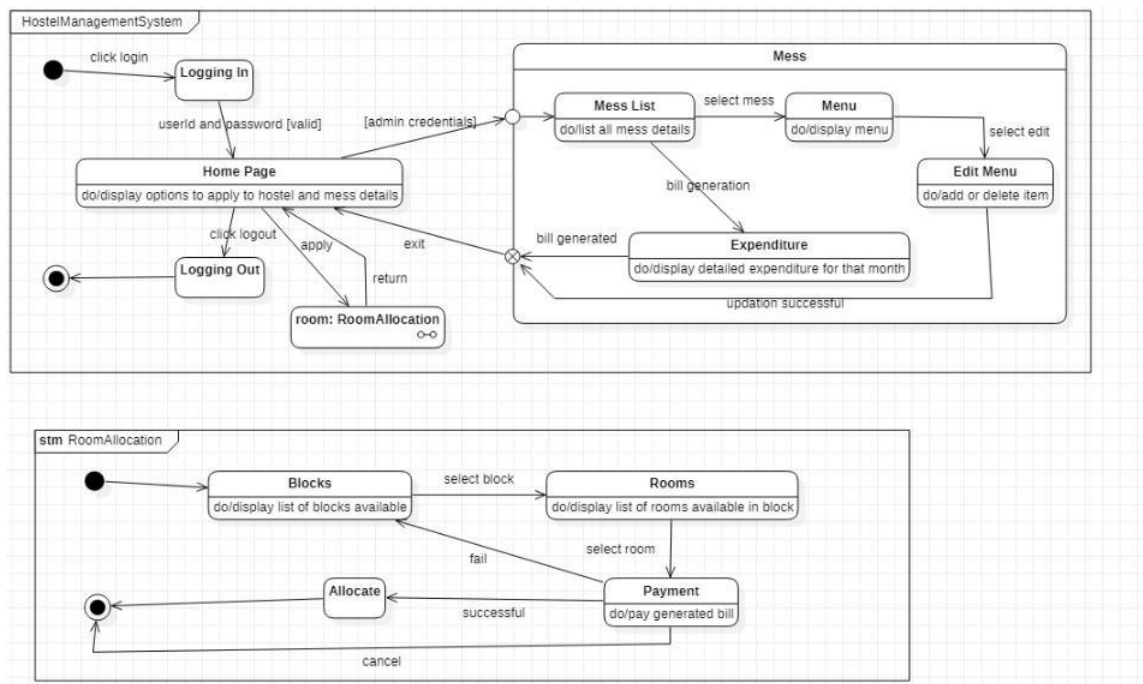 HostelManagementSystem
click login
Logging In
userId and password [valid]
[admin credentials]
Home Page
do/display options to apply to hostel and mess details
click logout
apply
exit
return
Logging Out
room: RoomAllocation
Mess
Mess List
do/list all mess details
select mess
Menu
do/display menu
select edit
Edit Menu
do/add or delete item
bill generation
bill generated
Expenditure
do/display detailed expenditure for that month
updation successful
stm RoomAllocation
Blocks
do/display list of blocks available
select block
Rooms
do/display list of rooms available in block
select room
fail
Payment
do/pay generated bill
Allocate
successful
cancel